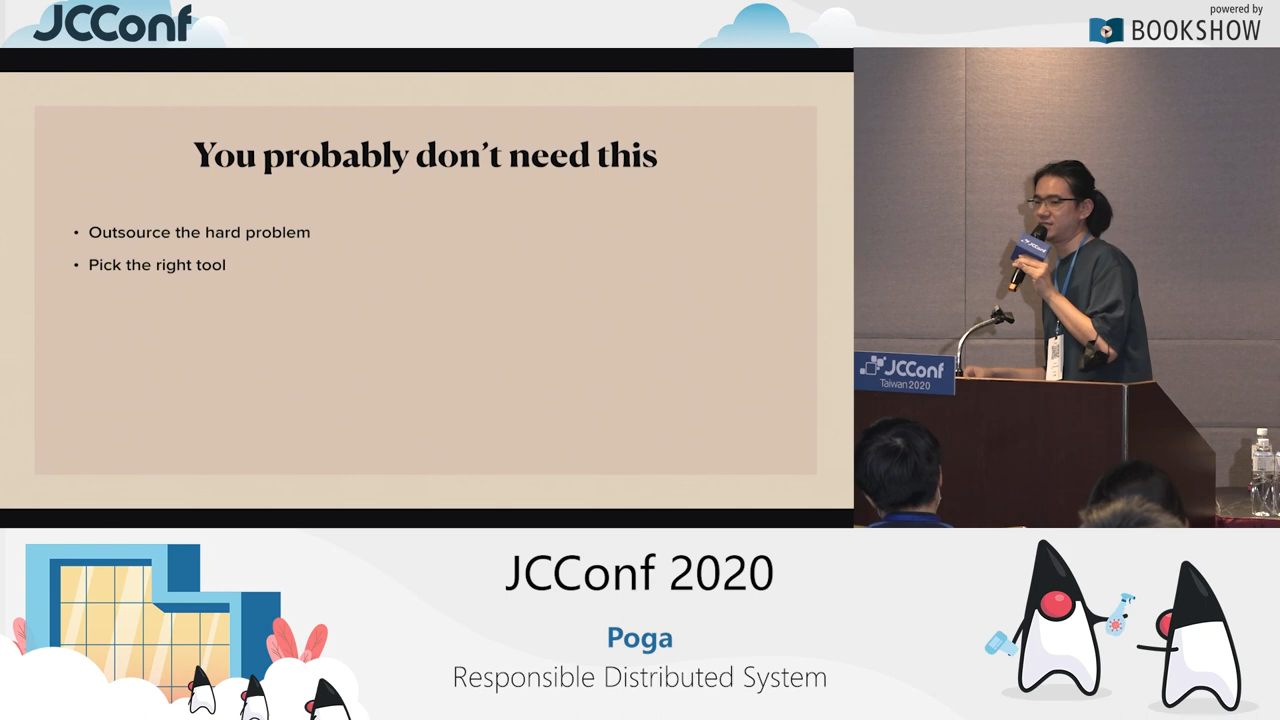 JCConf
powered by
BOOKSHOW
You probably don't need this
• Outsource the hard problem
• Pick the right tool
JCConf
JCConf
Taiwan 2020
JCConf 2020
Poga
Responsible Distributed System